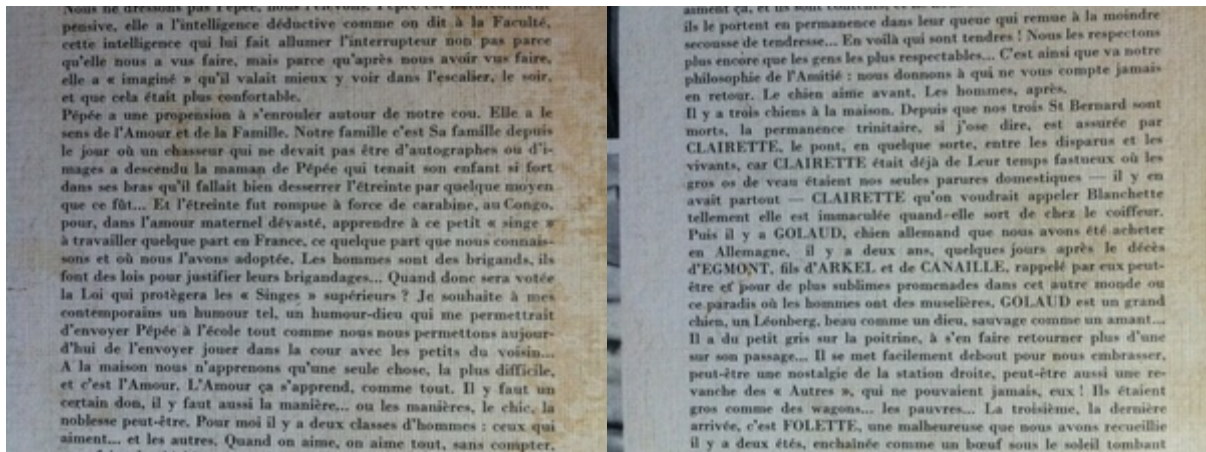 Nous ne dressons pas Pépée, nous l'élevons. Pépée est
pensive, elle a l'intelligence déductive comme on dit à la Faculté,
cette intelligence qui lui fait allumer l'interrupteur non pas parce
qu'elle nous a vus faire, mais parce qu'après nous avoir vus faire,
elle a « imaginé » qu'il valait mieux y voir dans l'escalier, le soir,
et que cela était plus confortable.
Pépée a une propension à s'enrouler autour de notre cou. Elle a le
sens de l'Amour et de la Famille. Notre famille c'est Sa famille depuis
le jour où un chasseur qui ne devait pas être d'autographes ou d'i-
mages a descendu la maman de Pépée qui tenait son enfant si fort
dans ses bras qu'il fallait bien desserrer l'étreinte par quelque moyen
que ce fût... Et l'étreinte fut rompue à force de carabine, au Congo,
pour, dans l'amour maternel dévasté, apprendre à ce petit « singe »
à travailler quelque part en France, ce quelque part que nous connais-
sons et où nous l'avons adoptée. Les hommes sont des brigands, ils
font des lois pour justifier leurs brigandages... Quand donc sera votée
la Loi qui protègera les « Singes » supérieurs ? Je souhaite à mes
contemporains un humour tel, un humour-dieu qui me permettrait
d'envoyer Pépée à l'école tout comme nous nous permettons aujour-
d'hui de l'envoyer jouer dans la cour avec les petits du voisin...
A la maison nous n'apprenons qu'une seule chose, la plus difficile,
et c'est l'Amour. L'Amour ça s'apprend, comme tout. Il y faut un
certain don, il y faut aussi la manière... ou les manières, le chic, la
noblesse peut-être. Pour moi il y a deux classes d'hommes : ceux qui
aiment... et les autres. Quand on aime, on aime tout, sans compter,
aiment ça, et ils sont
ils le portent en permanence dans leur queue qui remue à la moindre
secousse de tendresse... En voilà qui sont tendres ! Nous les respectons
plus encore que les gens les plus respectables... C'est ainsi que va notre
philosophie de l'Amitié : nous donnons à qui ne vous compte jamais
en retour. Le chien aime avant. Les hommes, après.
Il y a trois chiens à la maison. Depuis que nos trois St Bernard sont
morts, la permanence trinitaire, si j'ose dire, est assurée par
CLAIRETTE, le pont, en quelque sorte, entre les disparus et les
vivants, car CLAIRETTE était déjà de Leur temps fastueux où les
gros os de veau étaient nos seules parures domestiques — il y en
avait partout — CLAIRETTE qu'on voudrait appeler Blanchette
tellement elle est immaculée quand elle sort de chez le coiffeur.
Puis il y a GOLAUD, chien allemand que nous avons été acheter
en Allemagne, il y a deux ans, quelques jours après le décès
d'EGMONT, fils d'ARKEL et de CANAILLE, rappelé par eux peut-
être et pour de plus sublimes promenades dans cet autre monde ou
ce paradis où les hommes ont des muselières. GOLAUD est un grand
chien, un Léonberg, beau comme un dieu, sauvage comme un amant...
Il a du petit gris sur la poitrine, à s'en faire retourner plus d'une
sur son passage... Il se met facilement debout pour nous embrasser,
peut-être une nostalgie de la station droite, peut-être aussi une re-
vanche des « Autres », qui ne pouvaient jamais, eux ! Ils étaient
gros comme des wagons... les pauvres... La troisième, la dernière
arrivée, c'est FOLETTE, une malheureuse que nous avons recueillie
il y a deux étés, enchaînée comme un bœuf sous le soleil tombant